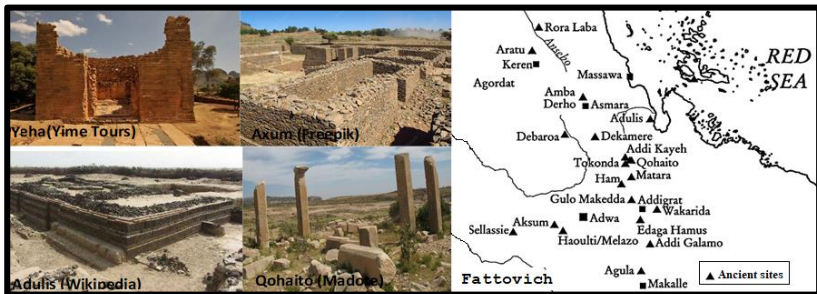 Yeha(Yime Tours)
Axum (Freepik)
Adulis (Wikipedia)
Qohaito (Madote)
Rora Laba
Anseba
Aratu
Keren
Agordat
Massawa
RED
SEA
Amba
Derho
Asmara
Adulis
Debaroa
Dekamere
Addi Kayeh
Tokonda
Qohaito
Matara
Ham
Gulo Makedda
Addigrat
Wakarida
Adwa
Aksum
Sellassie
Haoulti/Melazo
Edaga Hamus
Addi Galamo
Agula
Makalle
Fattovich
Ancient sites